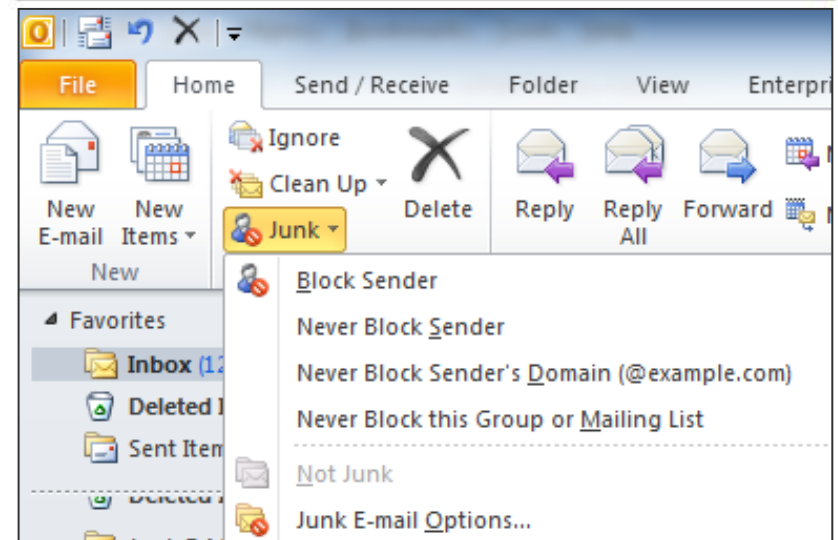 File Home Send / Receive Folder View Enterpri
Ignore
Clean Up
Junk
New E-mail
New Items
Delete
Reply
Reply All
Forward
New
Block Sender
Never Block Sender
Never Block Sender's Domain (@example.com)
Never Block this Group or Mailing List
Not Junk
Junk E-mail Options...
Favorites
Inbox (12
Deleted I
Sent Item